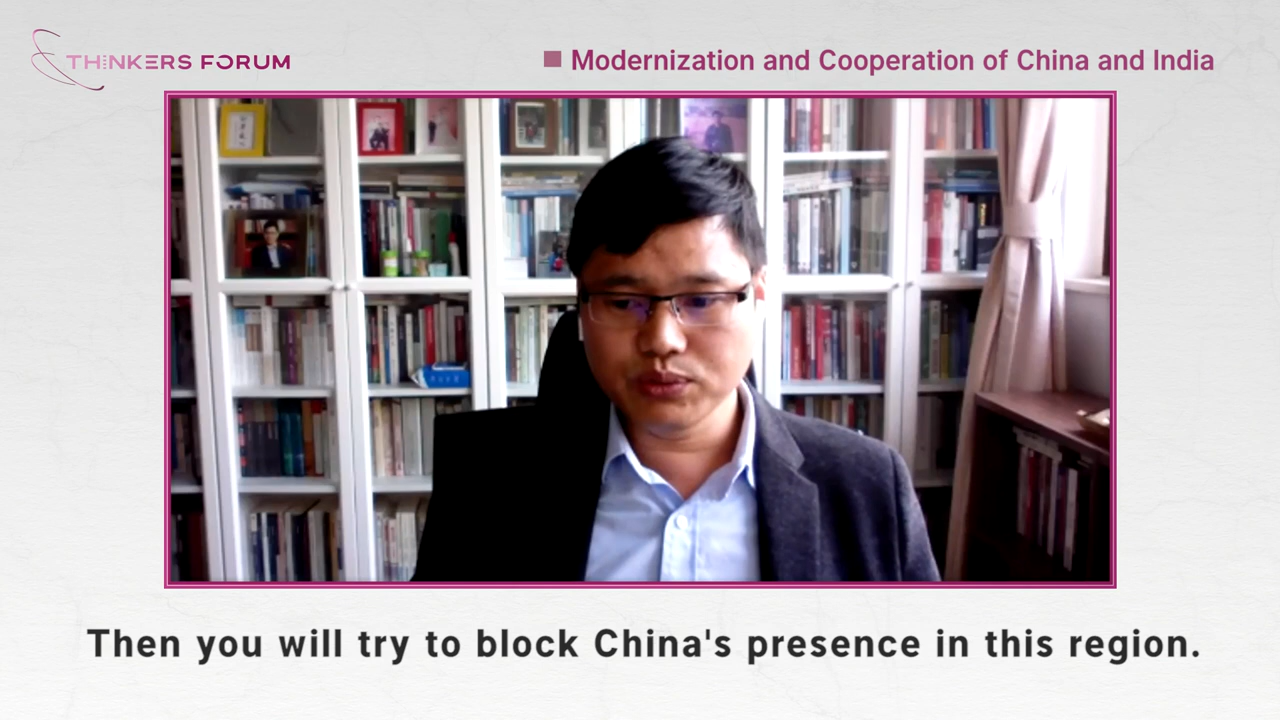 THINKERS FORUM
Modernization and Cooperation of China and India
Then you will try to block China's presence in this region.